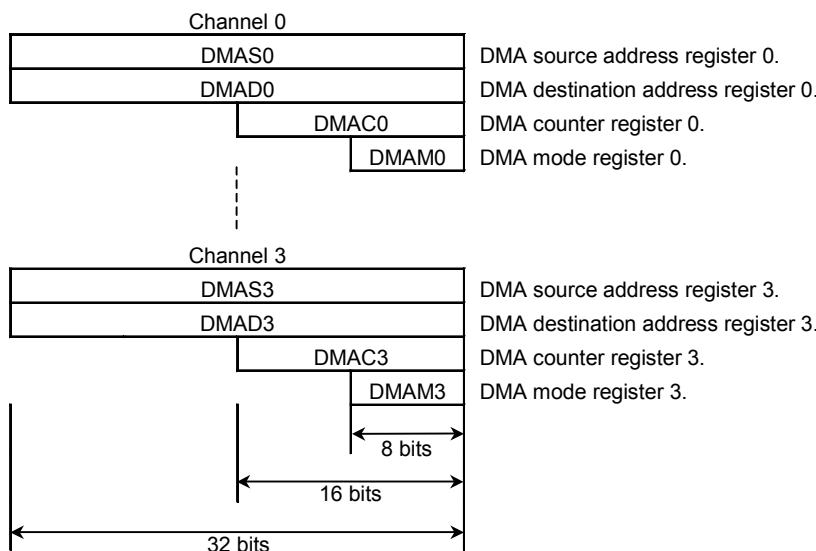 Channel 0
DMAS0 DMA source address register 0.
DMAD0 DMA destination address register 0.
DMAC0 DMA counter register 0.
DMAM0 DMA mode register 0.
Channel 3
DMAS3 DMA source address register 3.
DMAD3 DMA destination address register 3.
DMAC3 DMA counter register 3.
DMAM3 DMA mode register 3.
8 bits
16 bits
32 bits